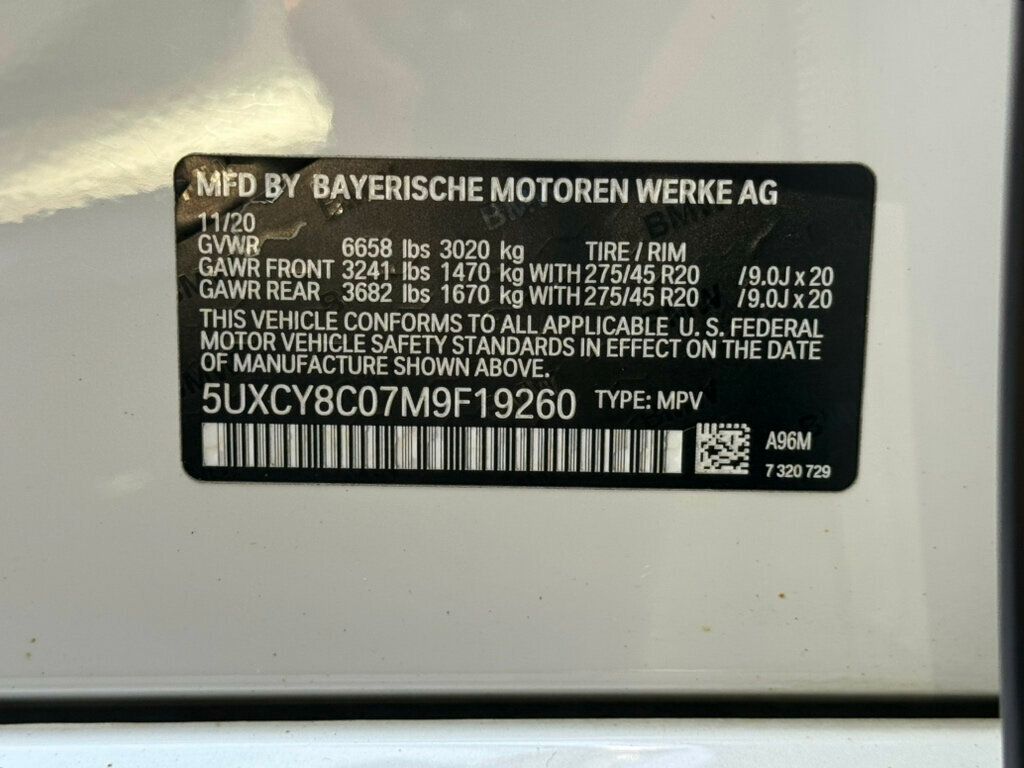 MFD BY BAYERISCHE MOTOREN WERKE AG
11/20
GVWR 6658 lbs 3020 kg TIRE / RIM
GAWR FRONT 3241 lbs 1470 kg WITH 275/45 R20 /9.0J x 20
GAWR REAR 3682 lbs 1670 kg WITH 275/45 R20 /9.0J x 20
THIS VEHICLE CONFORMS TO ALL APPLICABLE U. S. FEDERAL
MOTOR VEHICLE SAFETY STANDARDS IN EFFECT ON THE DATE
OF MANUFACTURE SHOWN ABOVE.
5UXCY8C07M9F19260 TYPE: MPV
A96M
7 320 729